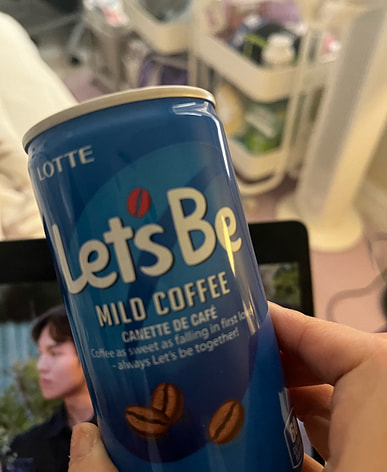 LOTTE
Let's Be
MILD COFFEE
CANETTE DE CAFÉ
Coffee as sweet as falling in first love
- always Let's be together!